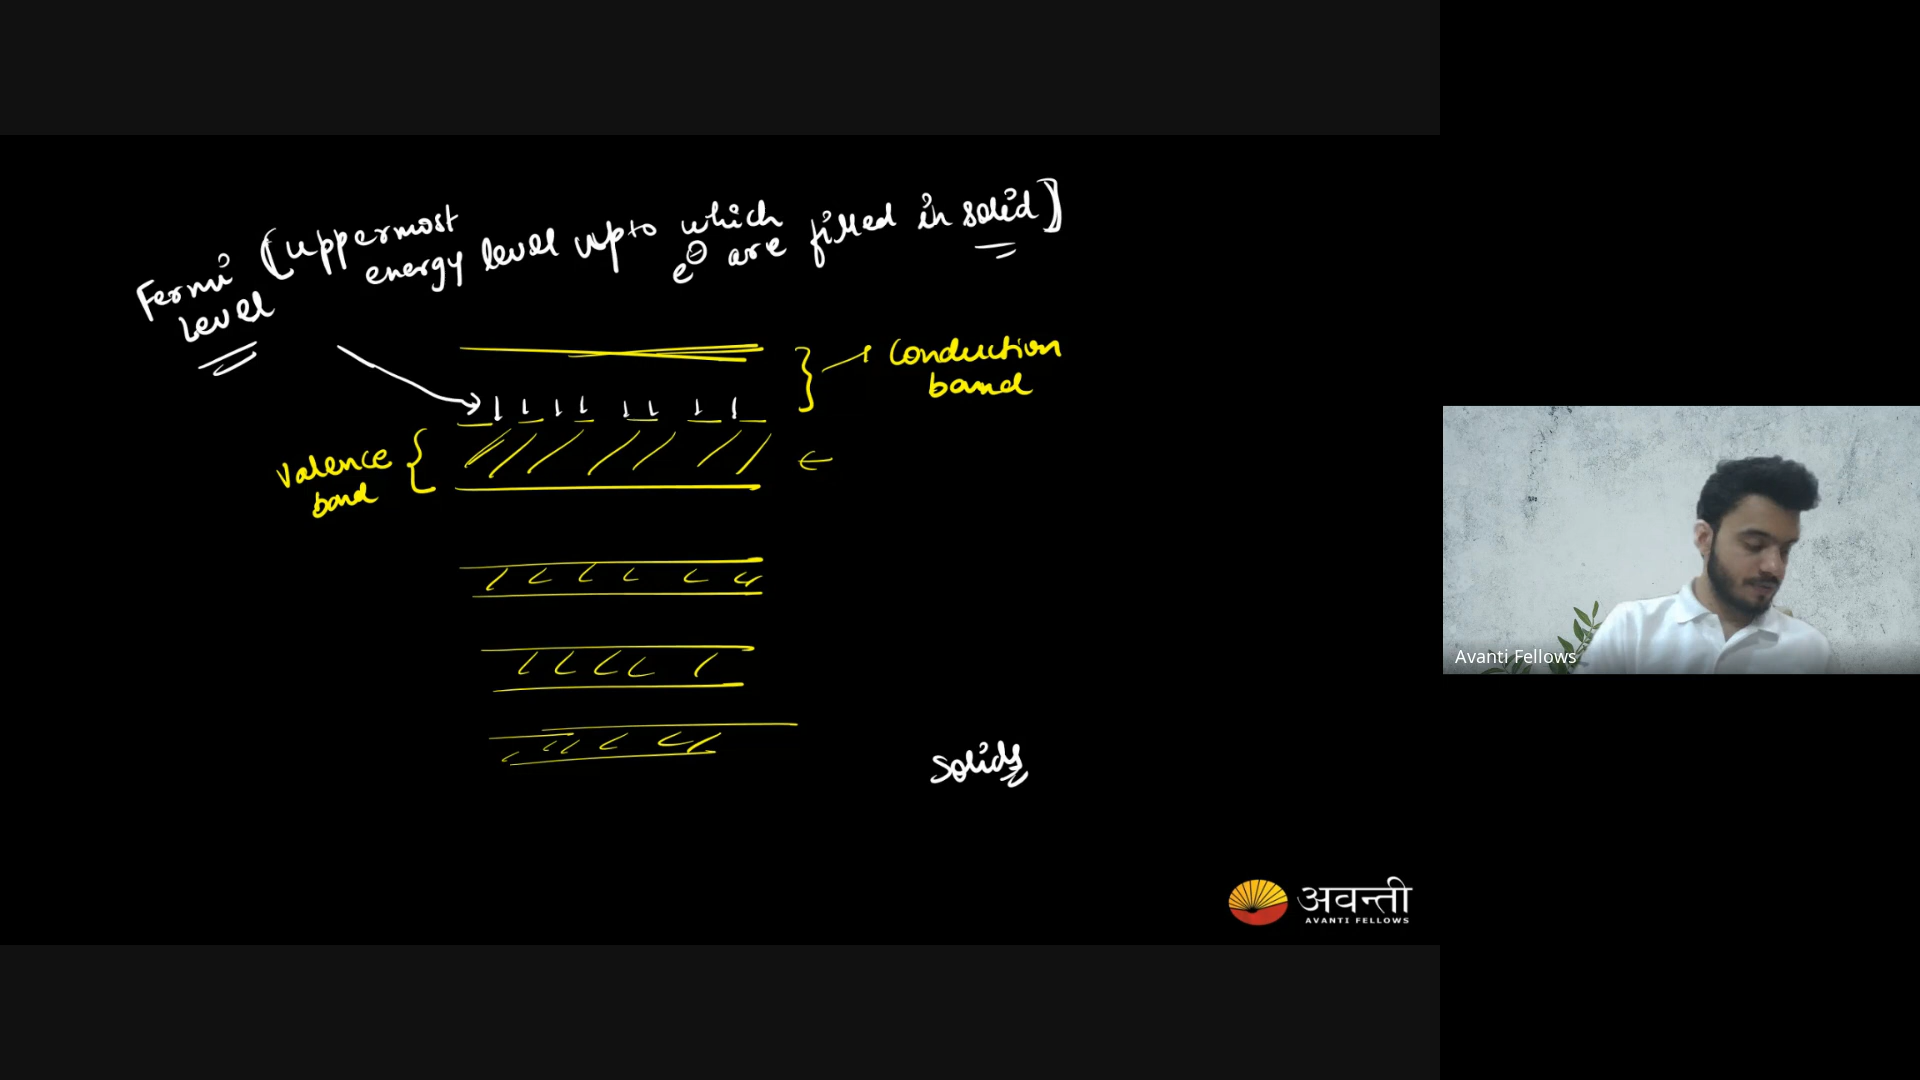 Fermi level (uppermost energy level upto which e⊖ are filled in solid)
Conduction
band
Valence
band
Solids
Avanti Fellows
अवन्ती
AVANTI FELLOWS